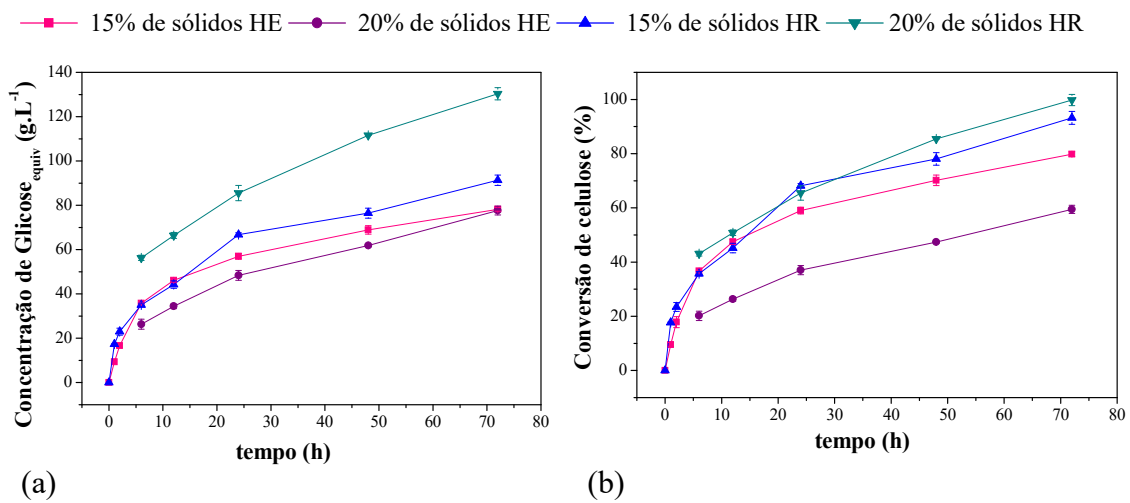 15% de sólidos HE 20% de sólidos HE 15% de sólidos HR 20% de sólidos HR
Concentração de Glicose equiv (g.L-1)
140
120
100
80
60
40
20
0
0 10 20 30 40 50 60 70 80
tempo (h)
(a)
Conversão de celulose (%)
100
80
60
40
20
0
0 10 20 30 40 50 60 70 80
tempo (h)
(b)